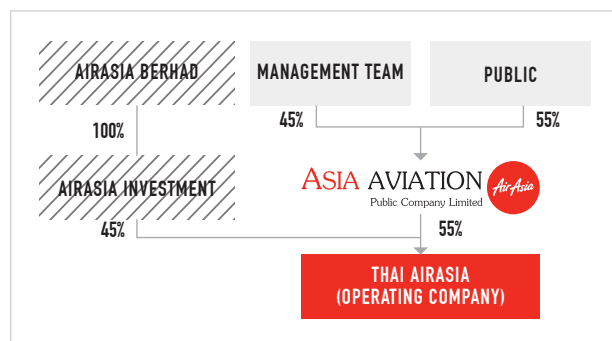 AIRASIA BERHAD
MANAGEMENT TEAM
PUBLIC
100%
45%
55%
AIRASIA INVESTMENT
ASIA AVIATION
Public Company Limited
AirAsia
45%
55%
THAI AIRASIA
(OPERATING COMPANY)